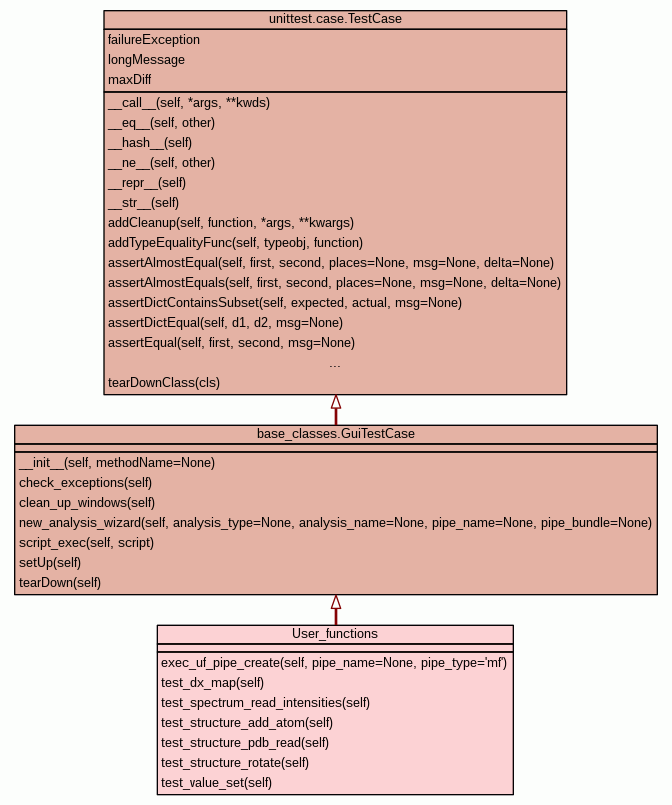 unittest.case.TestCase
failureException
longMessage
maxDiff
__call__(self, *args, **kwds)
__eq__(self, other)
__hash__(self)
__ne__(self, other)
__repr__(self)
__str__(self)
addCleanup(self, function, *args, **kwargs)
addTypeEqualityFunc(self, typeobj, function)
assertAlmostEqual(self, first, second, places=None, msg=None, delta=None)
assertAlmostEquals(self, first, second, places=None, msg=None, delta=None)
assertDictContainsSubset(self, expected, actual, msg=None)
assertDictEqual(self, d1, d2, msg=None)
assertEqual(self, first, second, msg=None)
...
tearDownClass(cls)
base_classes.GuiTestCase
__init__(self, methodName=None)
check_exceptions(self)
clean_up_windows(self)
new_analysis_wizard(self, analysis_type=None, analysis_name=None, pipe_name=None, pipe_bundle=None)
script_exec(self, script)
setUp(self)
tearDown(self)
User_functions
exec_uf_pipe_create(self, pipe_name=None, pipe_type='mf')
test_dx_map(self)
test_spectrum_read_intensities(self)
test_structure_add_atom(self)
test_structure_pdb_read(self)
test_structure_rotate(self)
test_value_set(self)